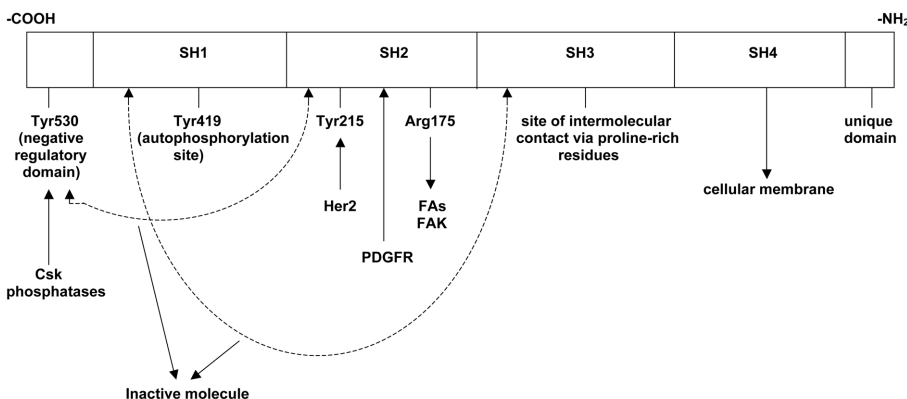 -COOH
-NH₂
SH1
SH2
SH3
SH4
Tyr530
(negative
regulatory
domain)
Tyr419
(autophosphorylation
site)
Tyr215
Arg175
site of intermolecular
contact via proline-rich
residues
unique
domain
cellular membrane
Her2
FAs
FAK
PDGFR
Csk
phosphatases
Inactive molecule